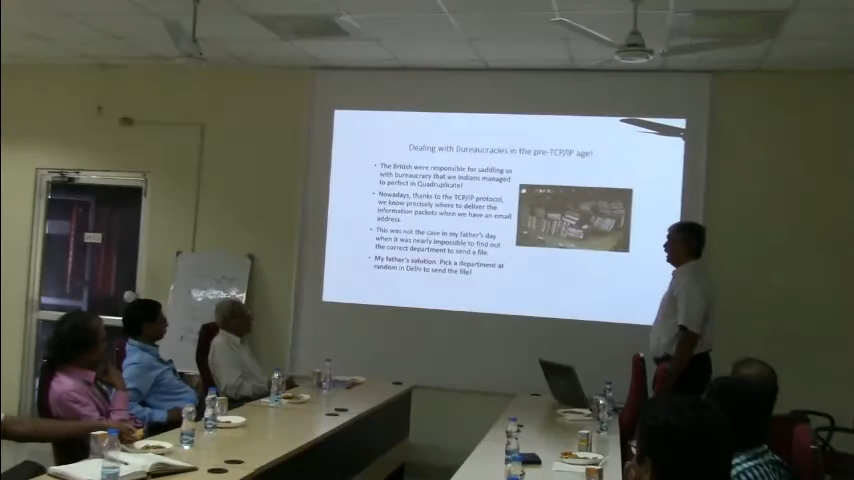 Dealing with Bureaucracies in the pre-TCP/IP age!
• The British were responsible for saddling us
with bureaucracy that we Indians managed
to perfect in Quadruplicate!
• Nowadays, thanks to the TCP/IP protocol,
we know precisely where to deliver the
information packets when we have an email
address.
• This was not the case in my father's day
when it was nearly impossible to find out
the correct department to send a file.
• My father's solution. Pick a department at
random in Delhi to send the file!